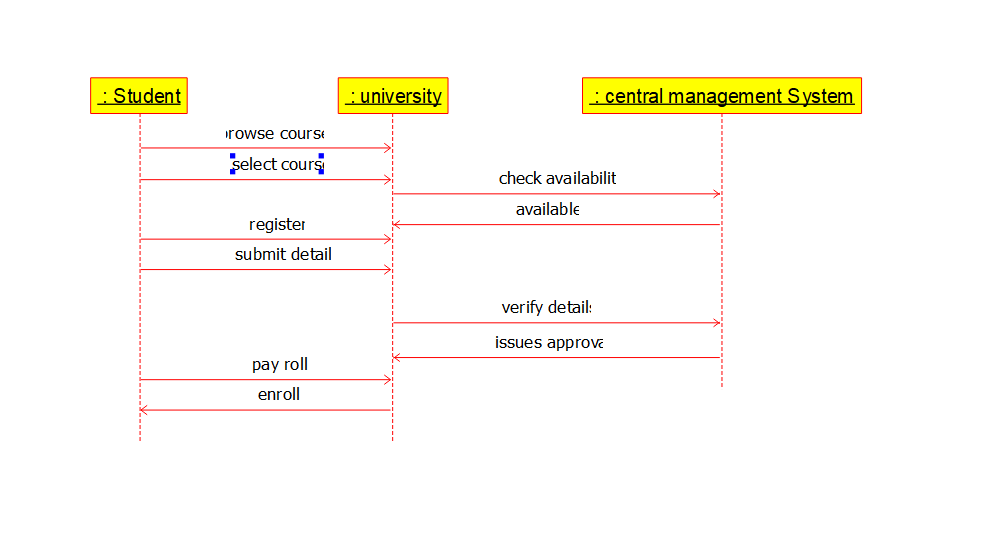 : Student
: university
: central management System
browse course
select course
check availabilit
available
register
submit detail
verify details
issues approva
pay roll
enroll